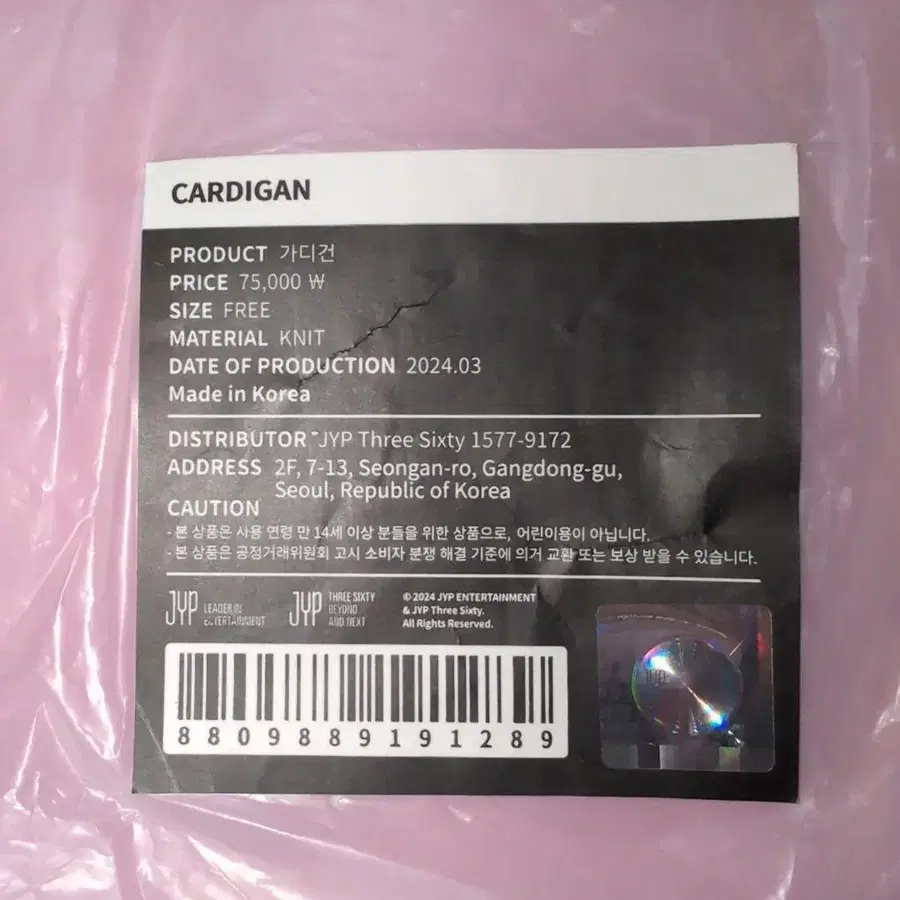 CARDIGAN
PRODUCT 가디건
PRICE 75,000 ₩
SIZE FREE
MATERIAL KNIT
DATE OF PRODUCTION 2024.03
Made in Korea
DISTRIBUTOR JYP Three Sixty 1577-9172
ADDRESS 2F, 7-13, Seongan-ro, Gangdong-gu,
Seoul, Republic of Korea
CAUTION
- 본 상품은 사용 연령 만 14세 이상 분들을 위한 상품으로, 어린이용이 아닙니다.
- 본 상품은 공정거래위원회 고시 소비자 분쟁 해결 기준에 의거 교환 또는 보상 받을 수 있습니다.
JYP LEADER IN
ENTERTAINMENT
JYP THREE SIXTY
BEYOND
AND NEXT
© 2024 JYP ENTERTAINMENT
& JYP Three Sixty.
All Rights Reserved.
8809889191289